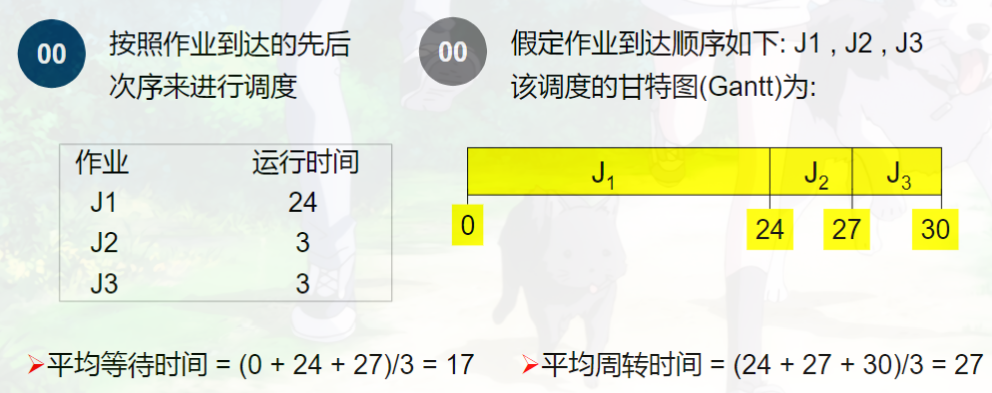 00
按照作业到达的先后
次序来进行调度
00
假定作业到达顺序如下: J1 , J2 , J3
该调度的甘特图(Gantt)为:
作业 运行时间
J1 24
J2 3
J3 3
J1 J2 J3
0 24 27 30
➢平均等待时间 = (0 + 24 + 27)/3 = 17
➢平均周转时间 = (24 + 27 + 30)/3 = 27